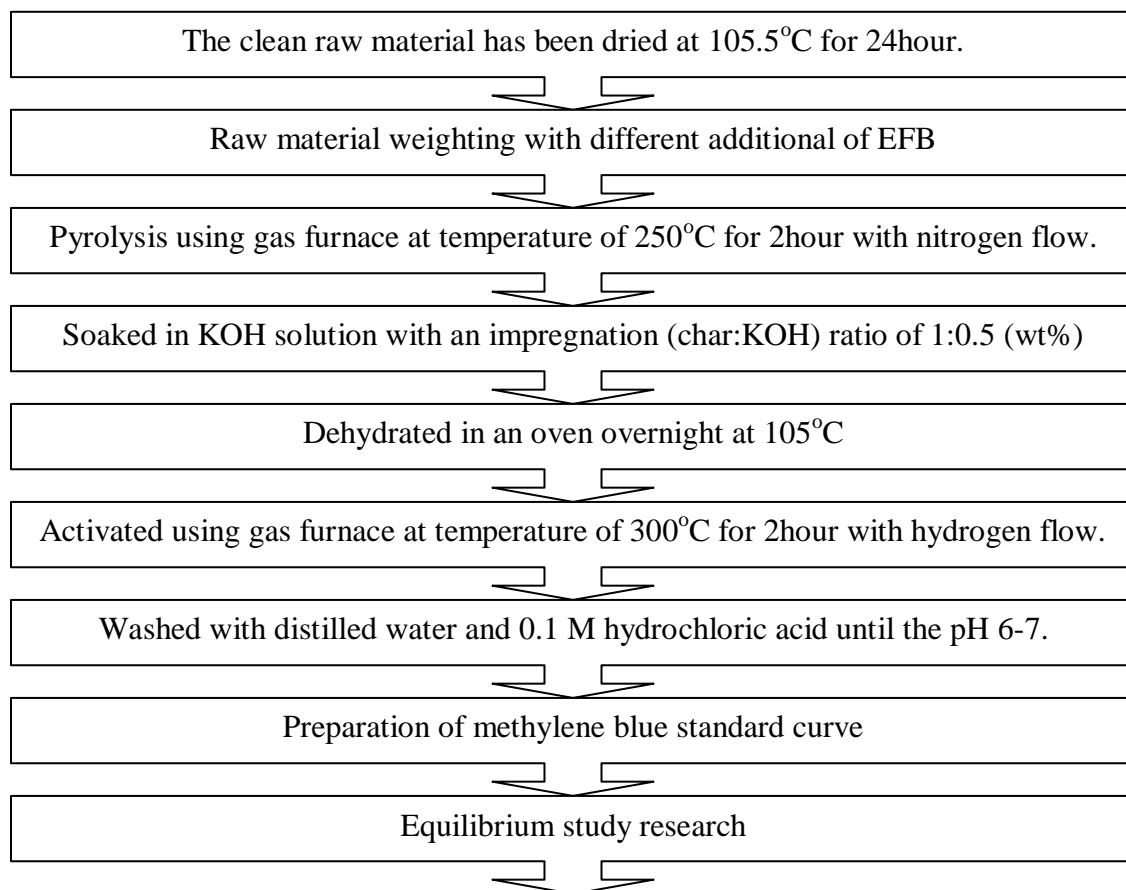 The clean raw material has been dried at 105.5°C for 24hour.
Raw material weighting with different additional of EFB
Pyrolysis using gas furnace at temperature of 250°C for 2hour with nitrogen flow.
Soaked in KOH solution with an impregnation (char:KOH) ratio of 1:0.5 (wt%)
Dehydrated in an oven overnight at 105°C
Activated using gas furnace at temperature of 300°C for 2hour with hydrogen flow.
Washed with distilled water and 0.1 M hydrochloric acid until the pH 6-7.
Preparation of methylene blue standard curve
Equilibrium study research